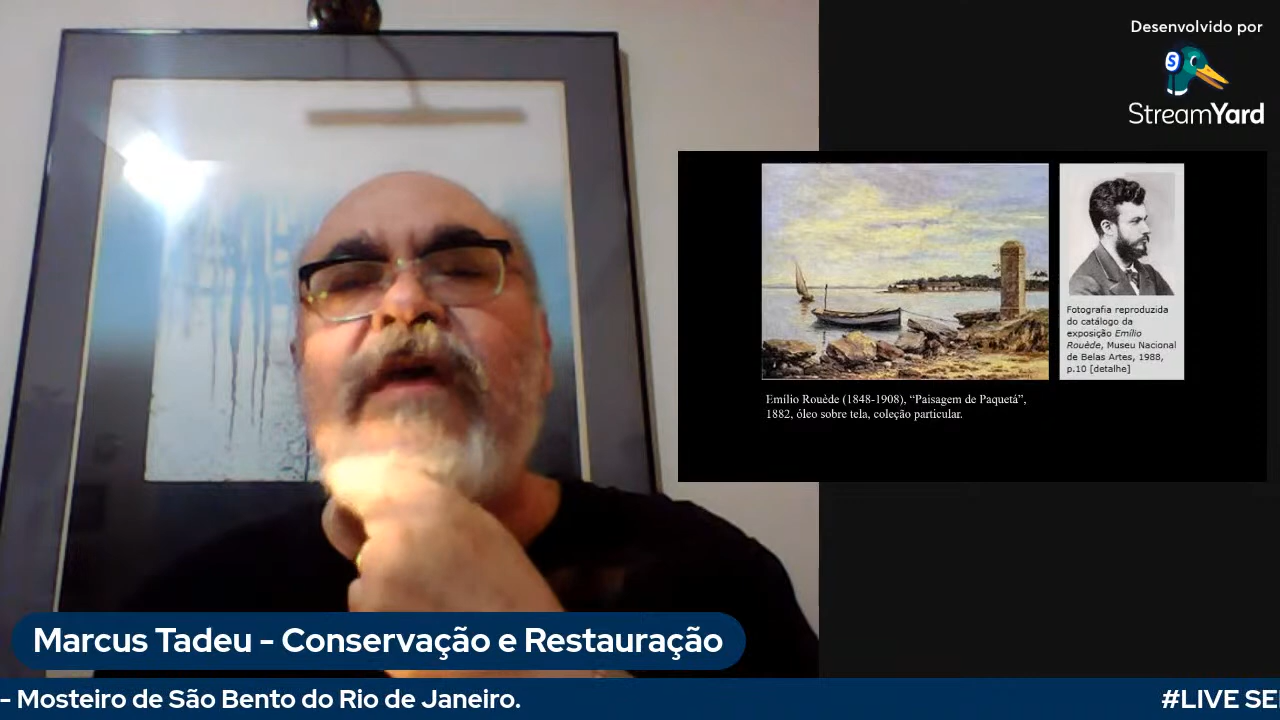 Desenvolvido por
S
StreamYard
Fotografia reproduzida
do catálogo da
exposição Emílio
Rouède, Museu Nacional
de Belas Artes, 1988,
p.10 [detalhe]
Emílio Rouède (1848-1908), “Paisagem de Paquetá”,
1882, óleo sobre tela, coleção particular.
Marcus Tadeu - Conservação e Restauração
- Mosteiro de São Bento do Rio de Janeiro.
#LIVE SE